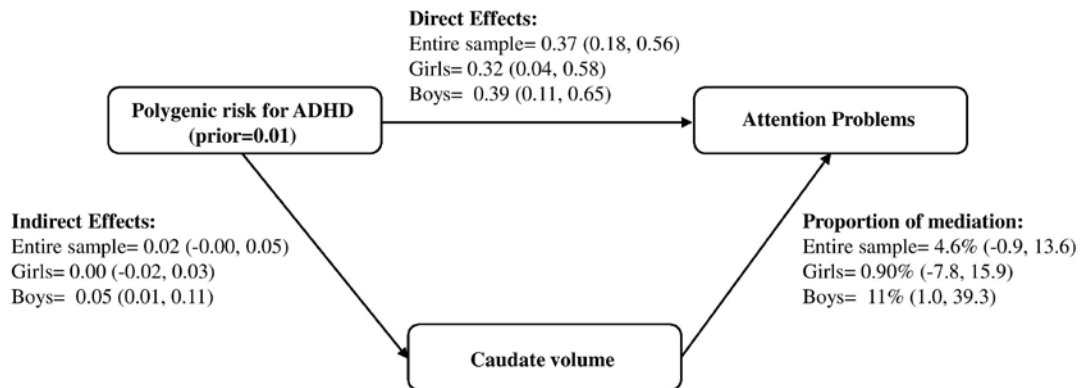 Direct Effects:
Entire sample= 0.37 (0.18, 0.56)
Girls= 0.32 (0.04, 0.58)
Boys= 0.39 (0.11, 0.65)
Polygenic risk for ADHD
(prior=0.01)
Attention Problems
Indirect Effects:
Entire sample= 0.02 (-0.00, 0.05)
Girls= 0.00 (-0.02, 0.03)
Boys= 0.05 (0.01, 0.11)
Proportion of mediation:
Entire sample= 4.6% (-0.9, 13.6)
Girls= 0.90% (-7.8, 15.9)
Boys= 11% (1.0, 39.3)
Caudate volume